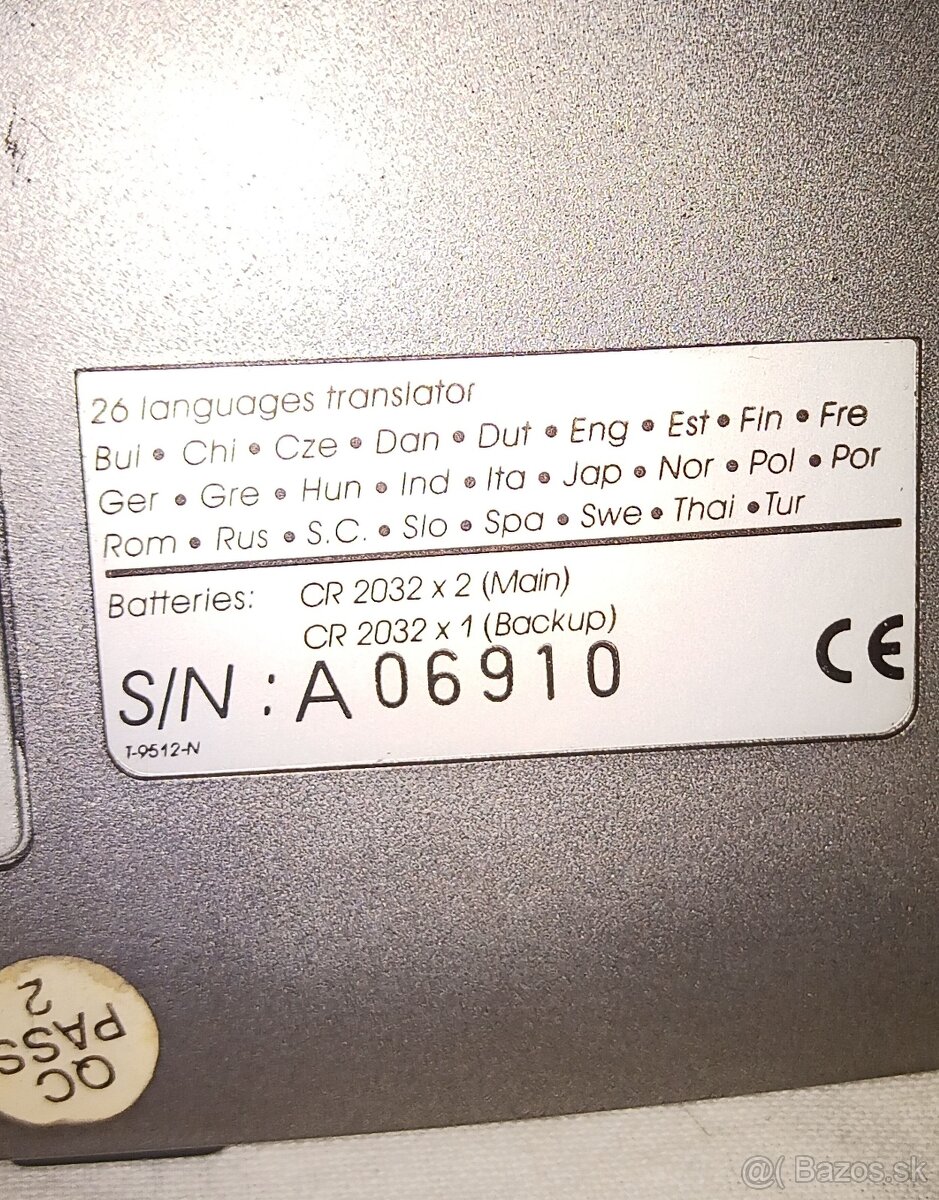 26 languages translator
Bul • Chi • Cze • Dan • Dut • Eng • Est • Fin • Fre
Ger • Gre • Hun • Ind • Ita • Jap • Nor • Pol • Por
Rom • Rus • S.C. • Slo • Spa • Swe • Thai • Tur
Batteries: CR 2032 x 2 (Main)
CR 2032 x 1 (Backup)
CE
S/N : A 06910
T-9512-N
QC
PASS
2
@( Bazos.sk